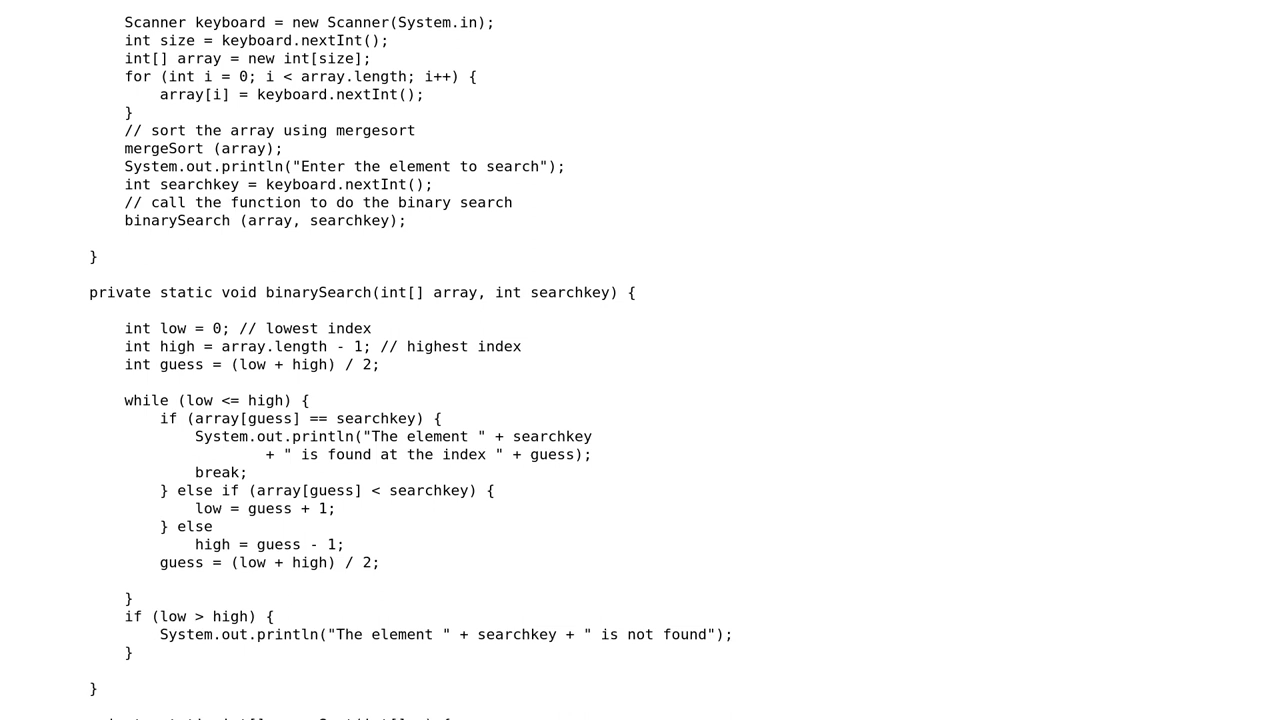 Scanner keyboard = new Scanner(System.in);
int size = keyboard.nextInt();
int[] array = new int[size];
for (int i = 0; i < array.length; i++) {
array[i] = keyboard.nextInt();
}
// sort the array using mergesort
mergeSort (array);
System.out.println("Enter the element to search");
int searchkey = keyboard.nextInt();
// call the function to do the binary search
binarySearch (array, searchkey);
}
private static void binarySearch(int[] array, int searchkey) {
int low = 0; // lowest index
int high = array.length - 1; // highest index
int guess = (low + high) / 2;
while (low <= high) {
if (array[guess] == searchkey) {
System.out.println("The element " + searchkey
+ " is found at the index " + guess);
break;
} else if (array[guess] < searchkey) {
low = guess + 1;
} else
high = guess - 1;
guess = (low + high) / 2;
}
if (low > high) {
System.out.println("The element " + searchkey + " is not found");
}
}